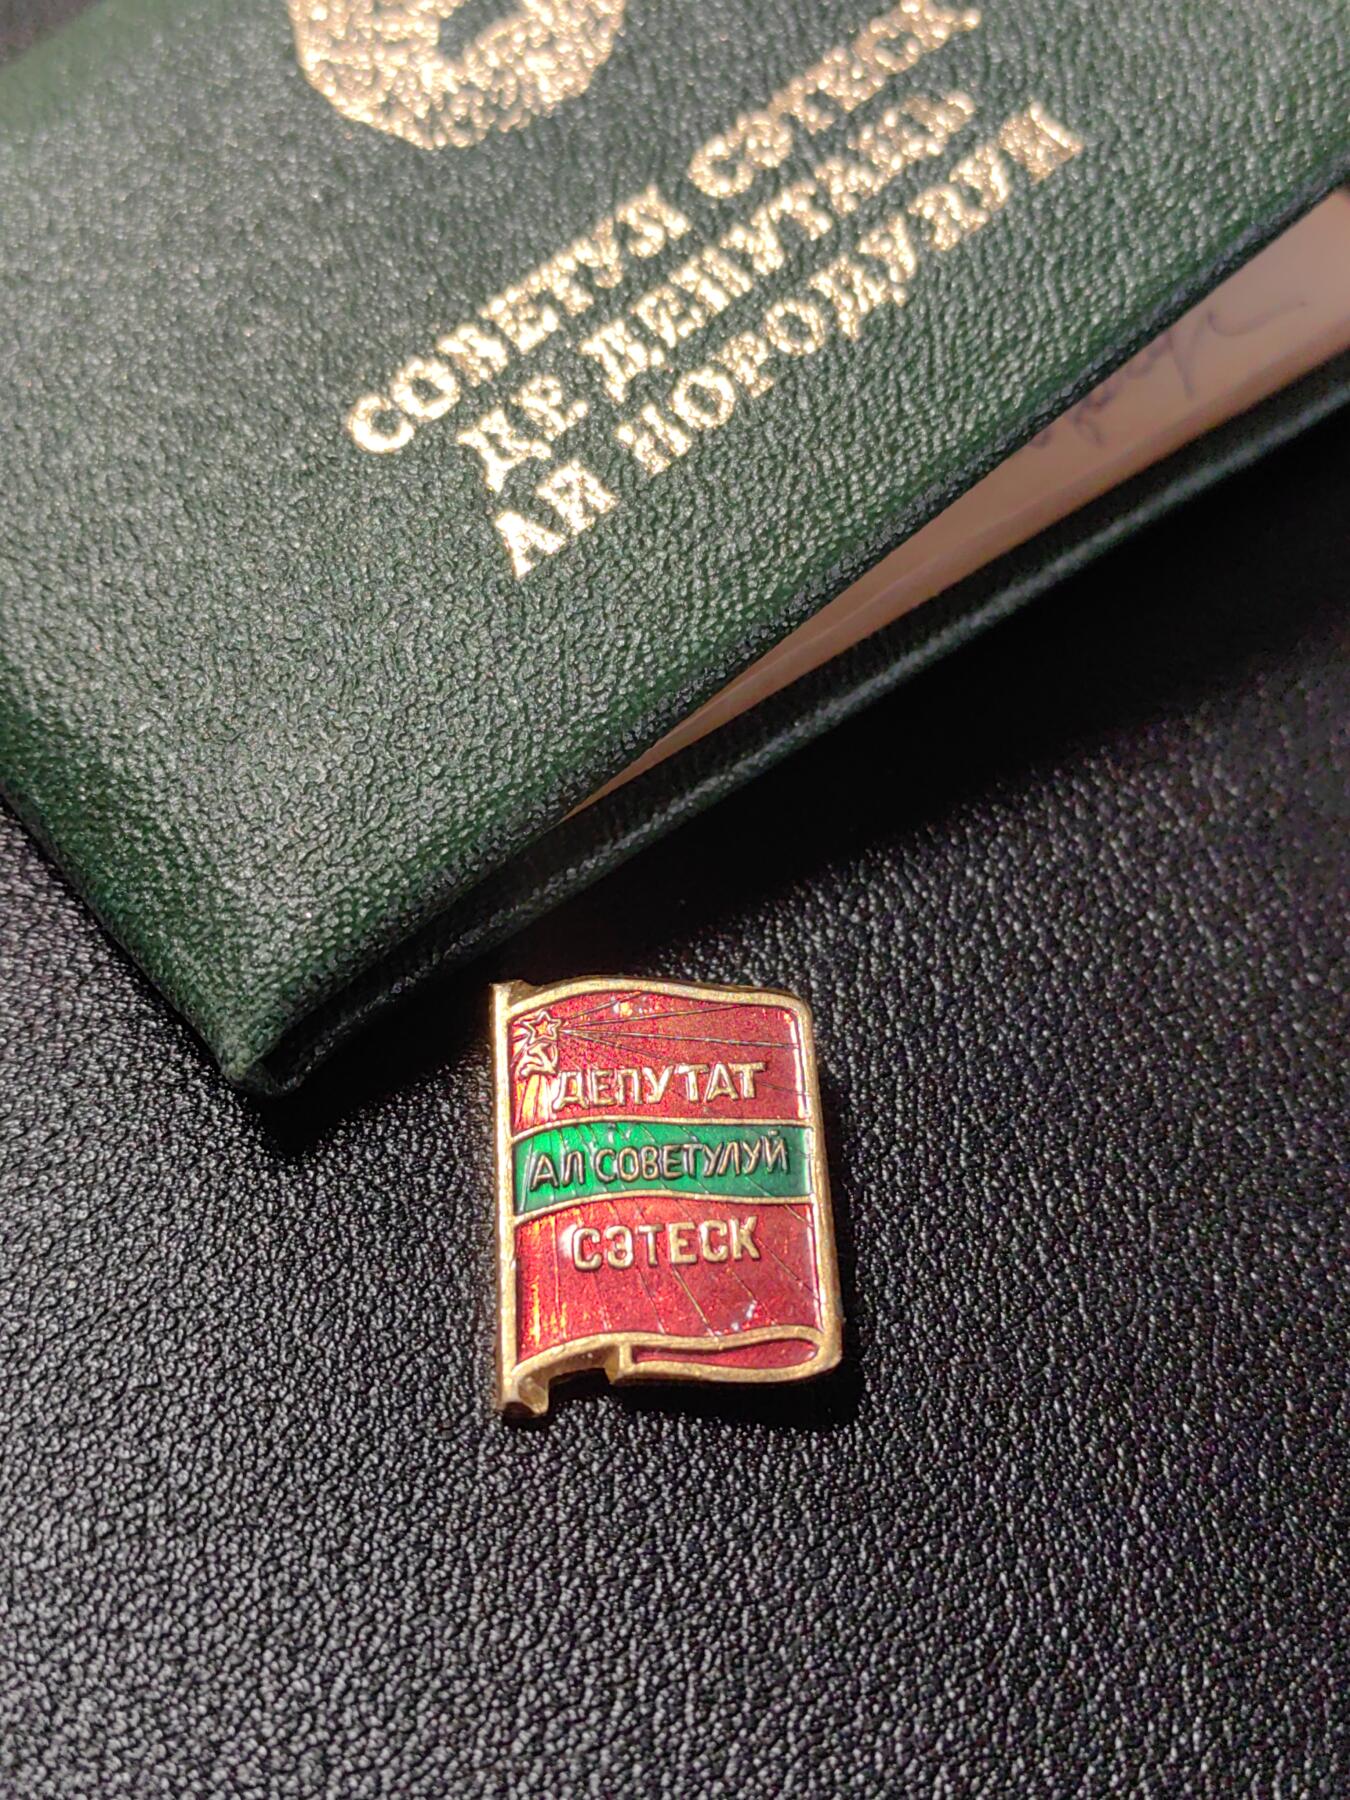 СОВЕТУЛ СЭТЕСК
ДЕ ДЕПУТАЦЬ
АЙ НОРОДУЛУЙ
ДЕПУТАТ
АЛ СОВЕТУЛУЙ
СЭТЕСК